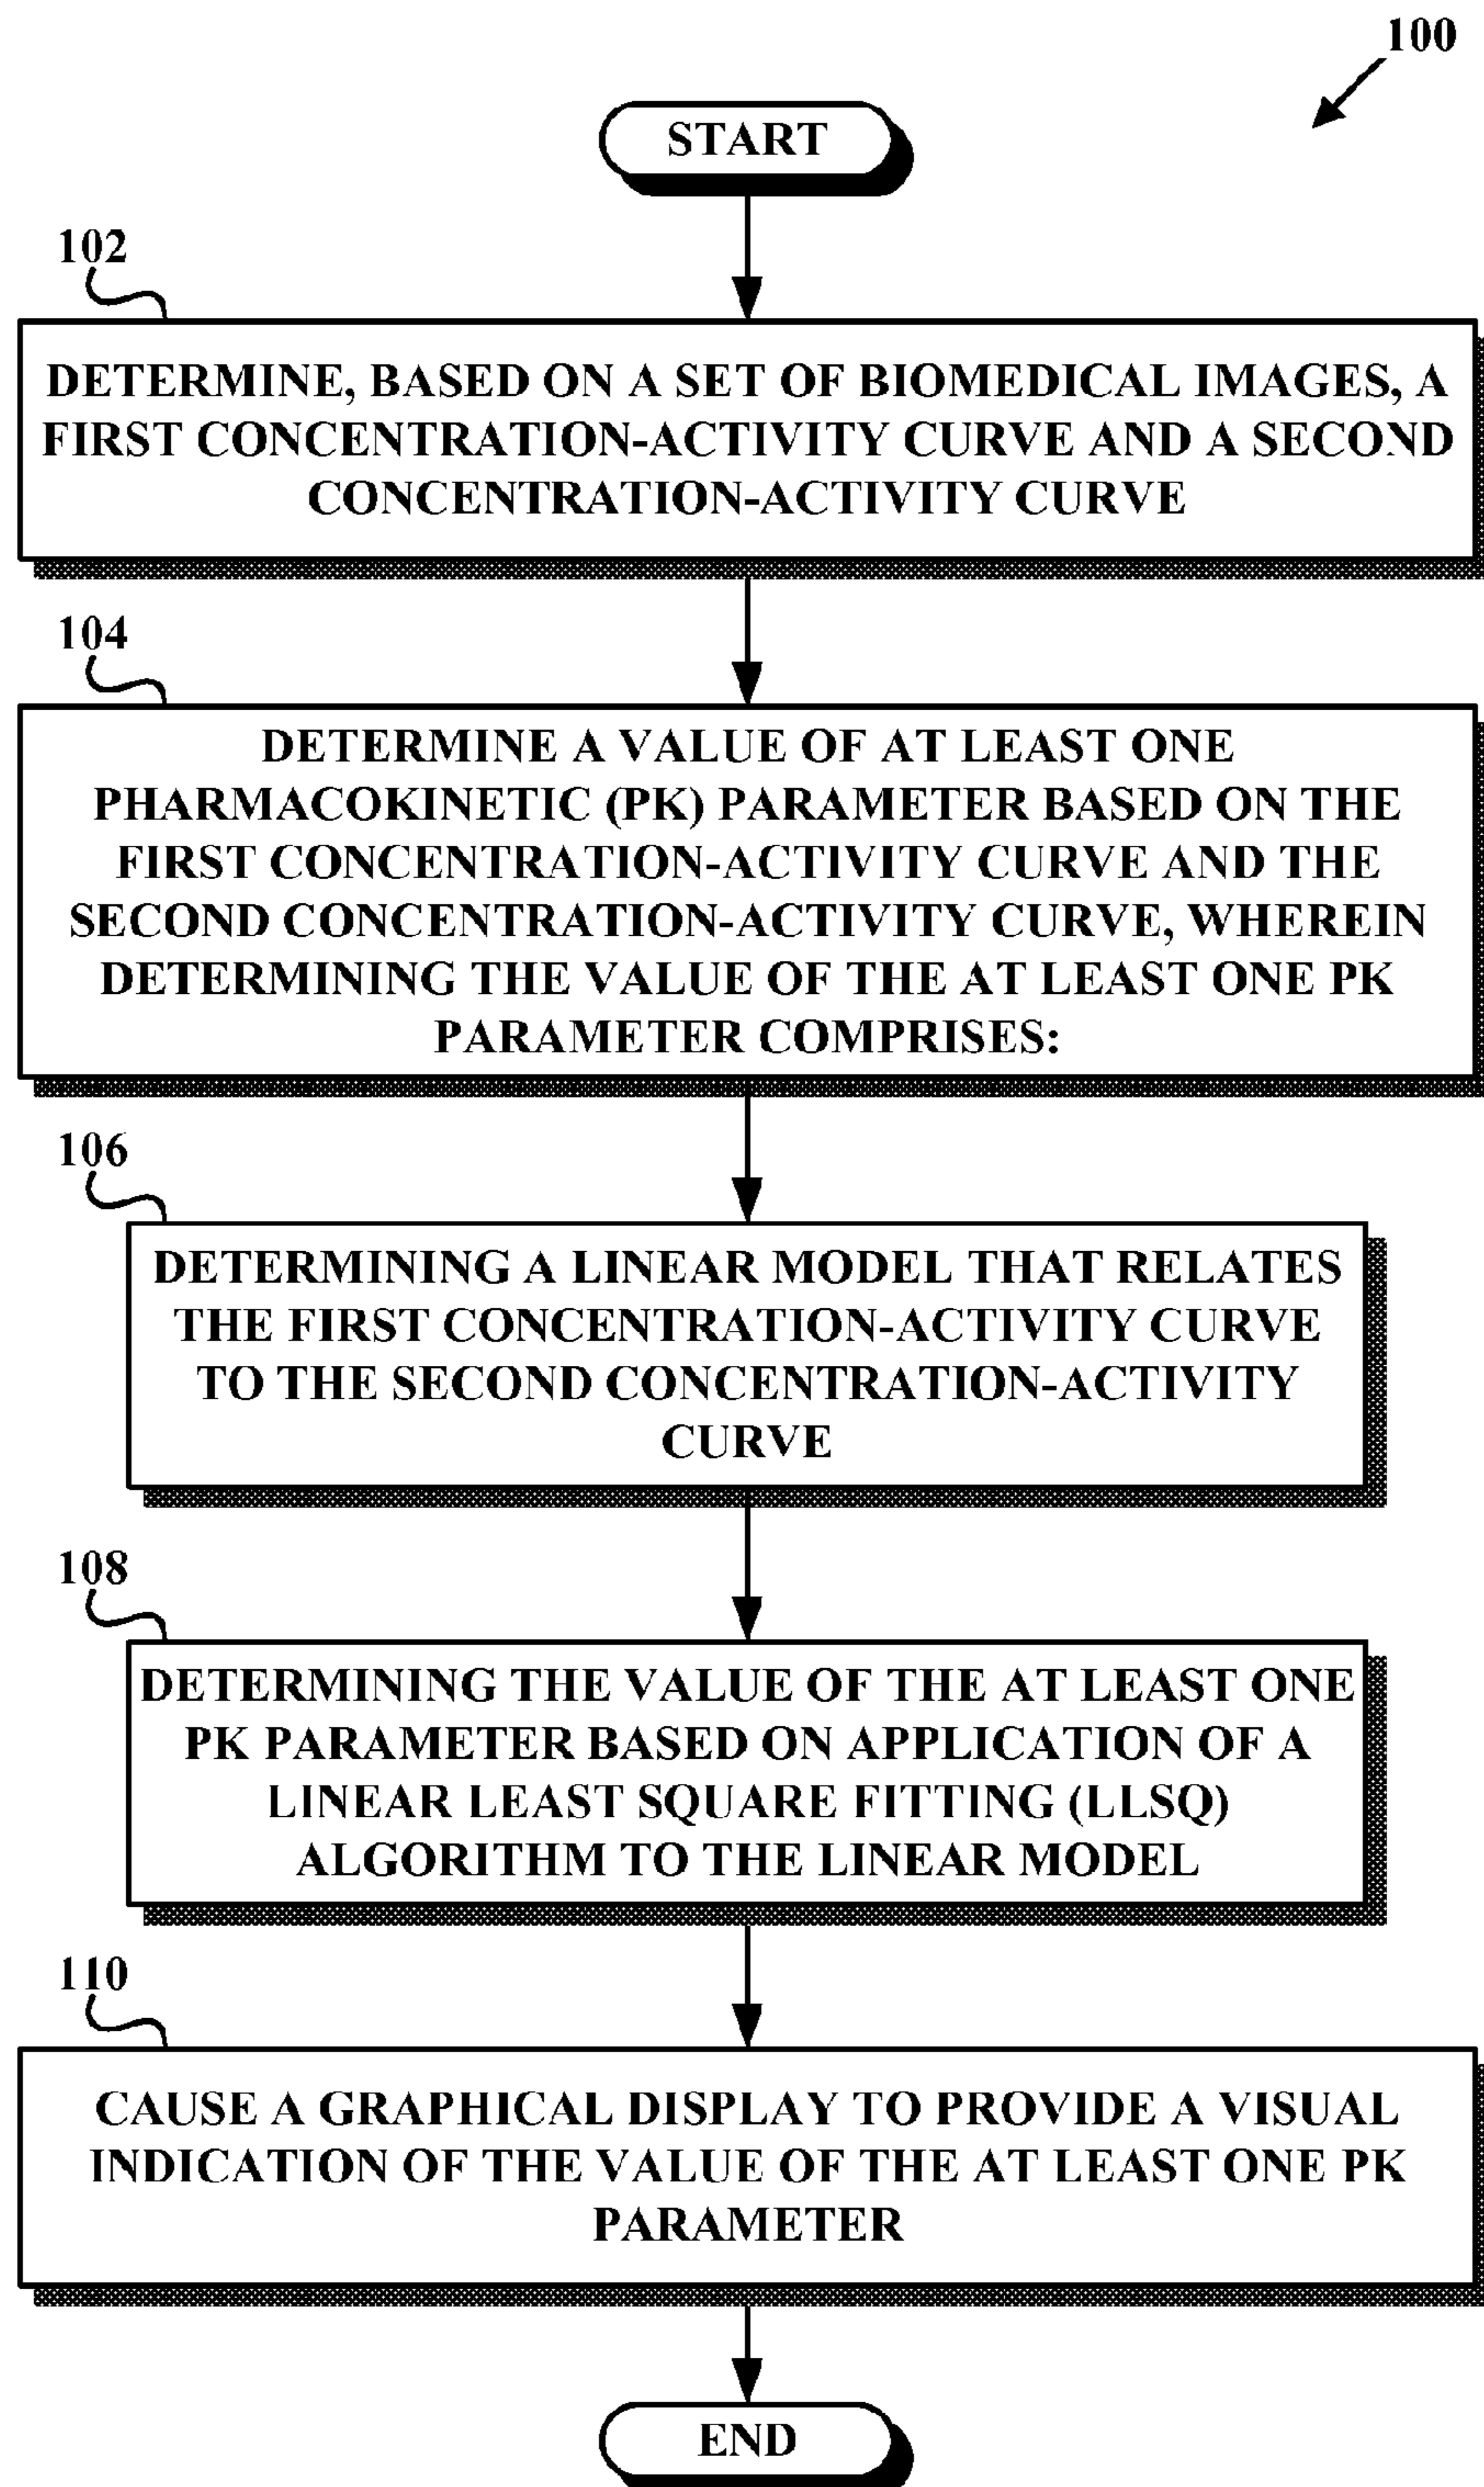 100
START
102
DETERMINE, BASED ON A SET OF BIOMEDICAL IMAGES, A
FIRST CONCENTRATION-ACTIVITY CURVE AND A SECOND
CONCENTRATION-ACTIVITY CURVE
104
DETERMINE A VALUE OF AT LEAST ONE
PHARMACOKINETIC (PK) PARAMETER BASED ON THE
FIRST CONCENTRATION-ACTIVITY CURVE AND THE
SECOND CONCENTRATION-ACTIVITY CURVE, WHEREIN
DETERMINING THE VALUE OF THE AT LEAST ONE PK
PARAMETER COMPRISES:
106
DETERMINING A LINEAR MODEL THAT RELATES
THE FIRST CONCENTRATION-ACTIVITY CURVE
TO THE SECOND CONCENTRATION-ACTIVITY
CURVE
108
DETERMINING THE VALUE OF THE AT LEAST ONE
PK PARAMETER BASED ON APPLICATION OF A
LINEAR LEAST SQUARE FITTING (LLSQ)
ALGORITHM TO THE LINEAR MODEL
110
CAUSE A GRAPHICAL DISPLAY TO PROVIDE A VISUAL
INDICATION OF THE VALUE OF THE AT LEAST ONE PK
PARAMETER
END